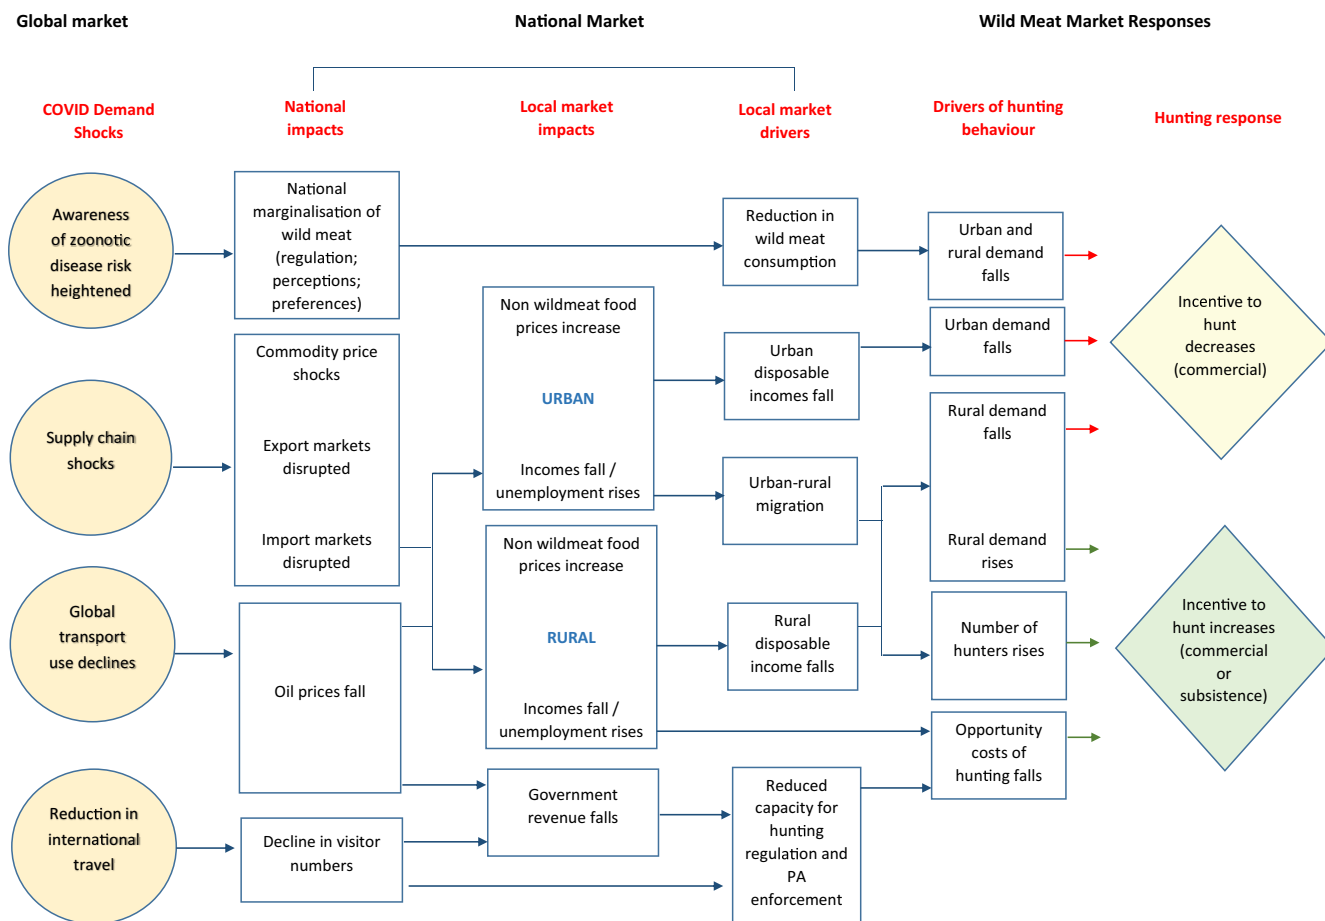 Global market
National Market
Wild Meat Market Responses
COVID Demand
Shocks
National
impacts
Local market
impacts
Local market
drivers
Drivers of hunting
behaviour
Hunting response
Awareness
of zoonotic
disease risk
heightened
National
marginalisation of
wild meat
(regulation;
perceptions;
preferences)
Reduction in
wild meat
consumption
Urban and
rural demand
falls
Incentive to
hunt
decreases
(commercial)
Supply chain
shocks
Commodity price
shocks
Export markets
disrupted
Import markets
disrupted
Non wildmeat food
prices increase
URBAN
Incomes fall /
unemployment rises
Urban
disposable
incomes fall
Urban demand
falls
Urban-rural
migration
Rural demand
falls
Rural demand
rises
Global
transport
use declines
Oil prices fall
Non wildmeat food
prices increase
RURAL
Incomes fall /
unemployment rises
Rural
disposable
income falls
Number of
hunters rises
Incentive to
hunt increases
(commercial
or
subsistence)
Opportunity
costs of
hunting falls
Reduction in
international
travel
Decline in visitor
numbers
Government
revenue falls
Reduced
capacity for
hunting
regulation and
PA
enforcement